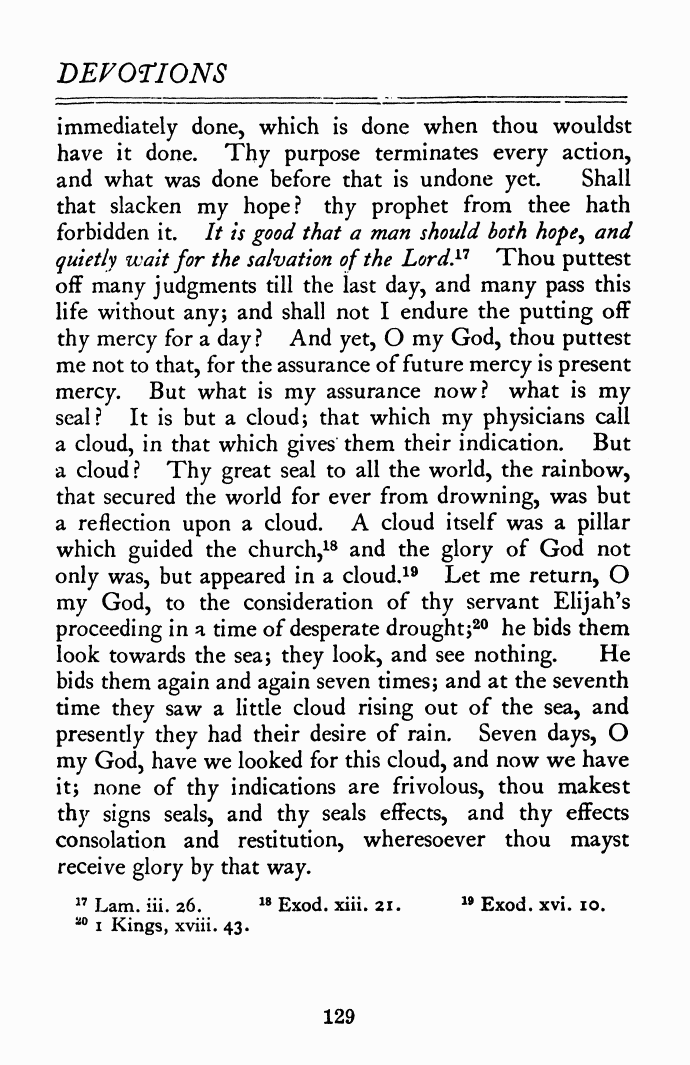 DEVOTIONS
immediately done, which is done when thou wouldst
have it done. Thy purpose terminates every action,
and what was done before that is undone yet. Shall
that slacken my hope? thy prophet from thee hath
forbidden it. It is good that a man should both hope, and
quietly wait for the salvation of the Lord.¹⁷ Thou puttest
off many judgments till the last day, and many pass this
life without any; and shall not I endure the putting off
thy mercy for a day? And yet, O my God, thou puttest
me not to that, for the assurance of future mercy is present
mercy. But what is my assurance now? what is my
seal? It is but a cloud; that which my physicians call
a cloud, in that which gives them their indication. But
a cloud? Thy great seal to all the world, the rainbow,
that secured the world for ever from drowning, was but
a reflection upon a cloud. A cloud itself was a pillar
which guided the church,¹⁸ and the glory of God not
only was, but appeared in a cloud.¹⁹ Let me return, O
my God, to the consideration of thy servant Elijah's
proceeding in a time of desperate drought;²⁰ he bids them
look towards the sea; they look, and see nothing. He
bids them again and again seven times; and at the seventh
time they saw a little cloud rising out of the sea, and
presently they had their desire of rain. Seven days, O
my God, have we looked for this cloud, and now we have
it; none of thy indications are frivolous, thou makest
thy signs seals, and thy seals effects, and thy effects
consolation and restitution, wheresoever thou mayst
receive glory by that way.
¹⁷ Lam. iii. 26. ¹⁸ Exod. xiii. 21. ¹⁹ Exod. xvi. 10.
²⁰ 1 Kings, xviii. 43.
129